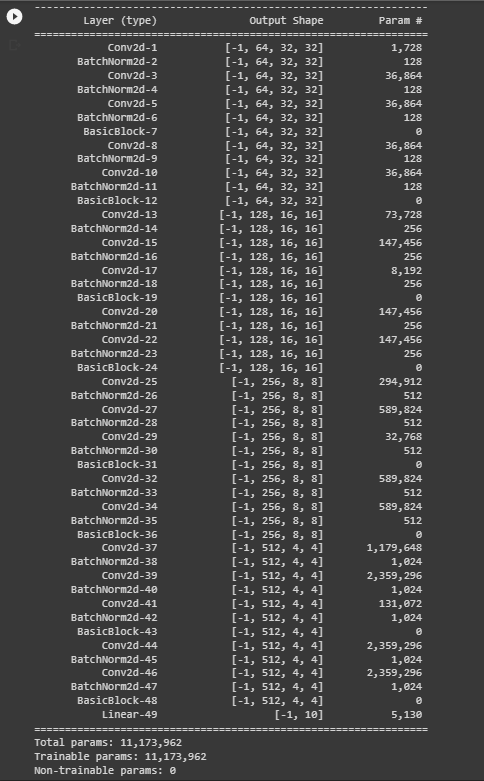 ----------------------------------------------------------------
Layer (type) Output Shape Param #
================================================================
Conv2d-1 [-1, 64, 32, 32] 1,728
BatchNorm2d-2 [-1, 64, 32, 32] 128
Conv2d-3 [-1, 64, 32, 32] 36,864
BatchNorm2d-4 [-1, 64, 32, 32] 128
Conv2d-5 [-1, 64, 32, 32] 36,864
BatchNorm2d-6 [-1, 64, 32, 32] 128
BasicBlock-7 [-1, 64, 32, 32] 0
Conv2d-8 [-1, 64, 32, 32] 36,864
BatchNorm2d-9 [-1, 64, 32, 32] 128
Conv2d-10 [-1, 64, 32, 32] 36,864
BatchNorm2d-11 [-1, 64, 32, 32] 128
BasicBlock-12 [-1, 64, 32, 32] 0
Conv2d-13 [-1, 128, 16, 16] 73,728
BatchNorm2d-14 [-1, 128, 16, 16] 256
Conv2d-15 [-1, 128, 16, 16] 147,456
BatchNorm2d-16 [-1, 128, 16, 16] 256
Conv2d-17 [-1, 128, 16, 16] 8,192
BatchNorm2d-18 [-1, 128, 16, 16] 256
BasicBlock-19 [-1, 128, 16, 16] 0
Conv2d-20 [-1, 128, 16, 16] 147,456
BatchNorm2d-21 [-1, 128, 16, 16] 256
Conv2d-22 [-1, 128, 16, 16] 147,456
BatchNorm2d-23 [-1, 128, 16, 16] 256
BasicBlock-24 [-1, 128, 16, 16] 0
Conv2d-25 [-1, 256, 8, 8] 294,912
BatchNorm2d-26 [-1, 256, 8, 8] 512
Conv2d-27 [-1, 256, 8, 8] 589,824
BatchNorm2d-28 [-1, 256, 8, 8] 512
Conv2d-29 [-1, 256, 8, 8] 32,768
BatchNorm2d-30 [-1, 256, 8, 8] 512
BasicBlock-31 [-1, 256, 8, 8] 0
Conv2d-32 [-1, 256, 8, 8] 589,824
BatchNorm2d-33 [-1, 256, 8, 8] 512
Conv2d-34 [-1, 256, 8, 8] 589,824
BatchNorm2d-35 [-1, 256, 8, 8] 512
BasicBlock-36 [-1, 256, 8, 8] 0
Conv2d-37 [-1, 512, 4, 4] 1,179,648
BatchNorm2d-38 [-1, 512, 4, 4] 1,024
Conv2d-39 [-1, 512, 4, 4] 2,359,296
BatchNorm2d-40 [-1, 512, 4, 4] 1,024
Conv2d-41 [-1, 512, 4, 4] 131,072
BatchNorm2d-42 [-1, 512, 4, 4] 1,024
BasicBlock-43 [-1, 512, 4, 4] 0
Conv2d-44 [-1, 512, 4, 4] 2,359,296
BatchNorm2d-45 [-1, 512, 4, 4] 1,024
Conv2d-46 [-1, 512, 4, 4] 2,359,296
BatchNorm2d-47 [-1, 512, 4, 4] 1,024
BasicBlock-48 [-1, 512, 4, 4] 0
Linear-49 [-1, 10] 5,130
================================================================
Total params: 11,173,962
Trainable params: 11,173,962
Non-trainable params: 0